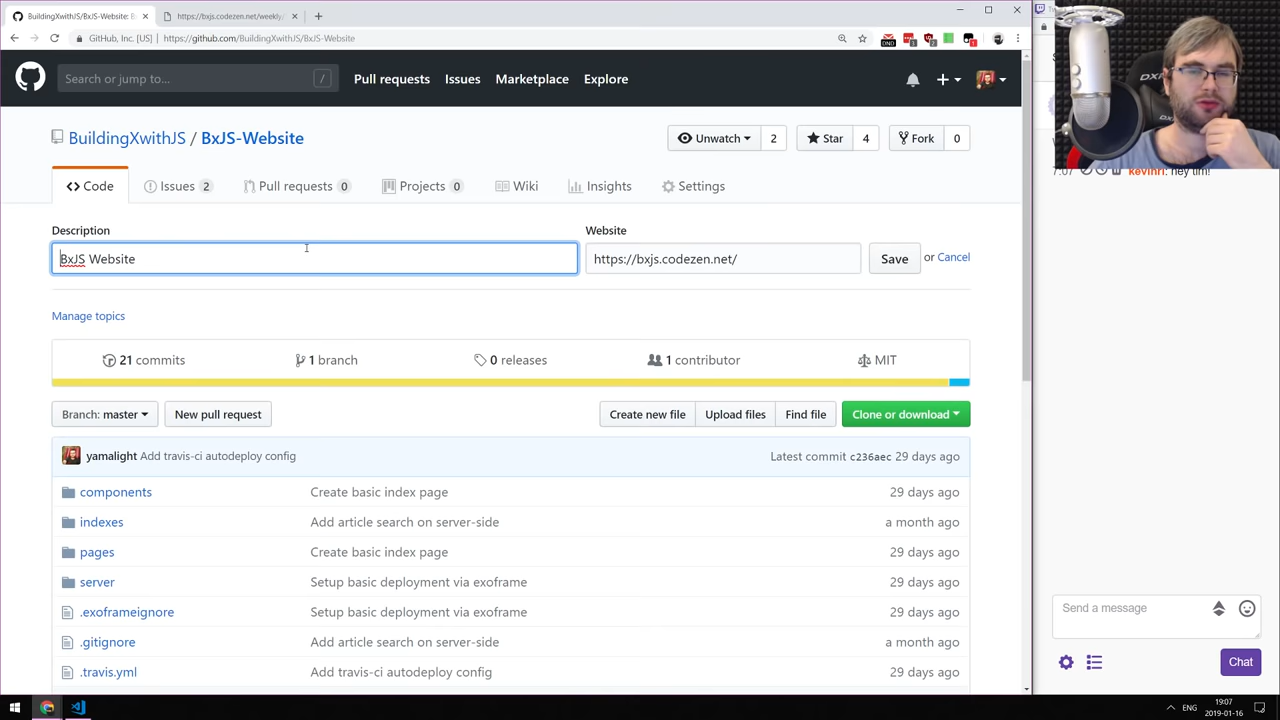 BuildingXwithJS/BxJS-Website: B
https://bxjs.codezen.net/weekly
GitHub, Inc. [US] https://github.com/BuildingXwithJS/BxJS-Website
Search or jump to... /
Pull requests Issues Marketplace Explore
BuildingXwithJS / BxJS-Website
Unwatch 2 Star 4 Fork 0
Code Issues 2 Pull requests 0 Projects 0 Wiki Insights Settings
Description Website
BxJS Website https://bxjs.codezen.net/ Save or Cancel
Manage topics
21 commits 1 branch 0 releases 1 contributor MIT
Branch: master New pull request Create new file Upload files Find file Clone or download
yamalight Add travis-ci autodeploy config Latest commit c236aec 29 days ago
components Create basic index page 29 days ago
indexes Add article search on server-side a month ago
pages Create basic index page 29 days ago
server Setup basic deployment via exoframe 29 days ago
.exoframeignore Setup basic deployment via exoframe 29 days ago
.gitignore Add article search on server-side a month ago
.travis.yml Add travis-ci autodeploy config 29 days ago
7:07 kevinri: hey tim!
Send a message
Chat
ENG 19:07
2019-01-16